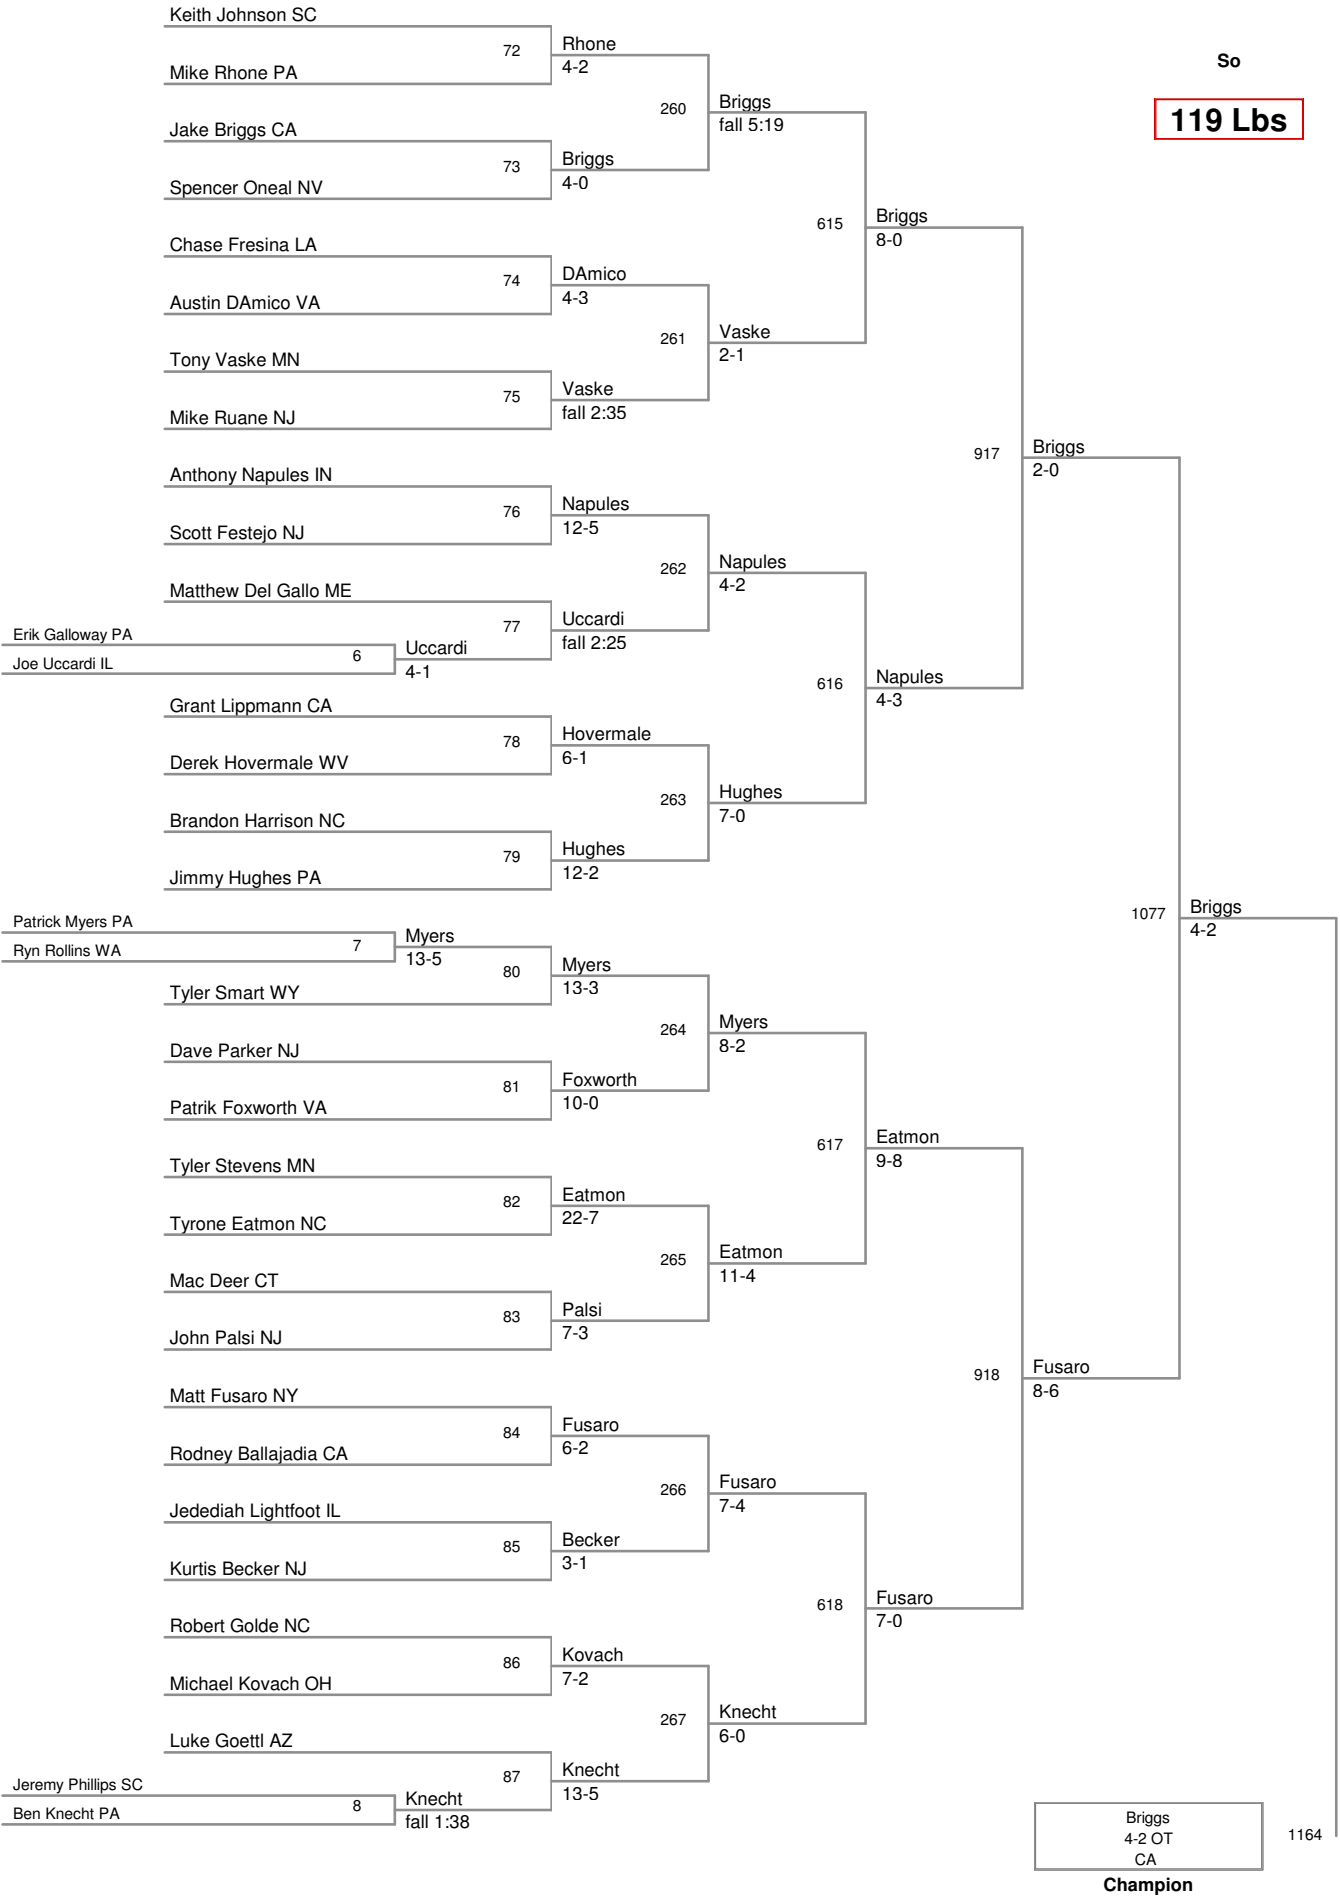 Keith Johnson SC
72
Rhone
4-2
Mike Rhone PA
So
119 Lbs
260
Briggs
fall 5:19
Jake Briggs CA
73
Briggs
4-0
Spencer Oneal NV
615
Briggs
8-0
Chase Fresina LA
74
DAmico
4-3
Austin DAmico VA
261
Vaske
2-1
Tony Vaske MN
75
Vaske
fall 2:35
Mike Ruane NJ
917
Briggs
2-0
Anthony Napules IN
76
Napules
12-5
Scott Festejo NJ
262
Napules
4-2
Matthew Del Gallo ME
77
Uccardi
fall 2:25
Erik Galloway PA
6
Joe Uccardi IL
Uccardi
4-1
616
Napules
4-3
Grant Lippmann CA
78
Hovermale
6-1
Derek Hovermale WV
263
Hughes
7-0
Brandon Harrison NC
79
Hughes
12-2
Jimmy Hughes PA
1077
Briggs
4-2
Patrick Myers PA
7
Ryn Rollins WA
Myers
13-5
80
Myers
13-3
Tyler Smart WY
264
Myers
8-2
Dave Parker NJ
81
Foxworth
10-0
Patrik Foxworth VA
617
Eatmon
9-8
Tyler Stevens MN
82
Eatmon
22-7
Tyrone Eatmon NC
265
Eatmon
11-4
Mac Deer CT
83
Palsi
7-3
John Palsi NJ
918
Fusaro
8-6
Matt Fusaro NY
84
Fusaro
6-2
Rodney Ballajadia CA
266
Fusaro
7-4
Jedediah Lightfoot IL
85
Becker
3-1
Kurtis Becker NJ
618
Fusaro
7-0
Robert Golde NC
86
Kovach
7-2
Michael Kovach OH
267
Knecht
6-0
Luke Goettl AZ
87
Knecht
13-5
Jeremy Phillips SC
8
Ben Knecht PA
Knecht
fall 1:38
Briggs
4-2 OT
CA
1164
Champion